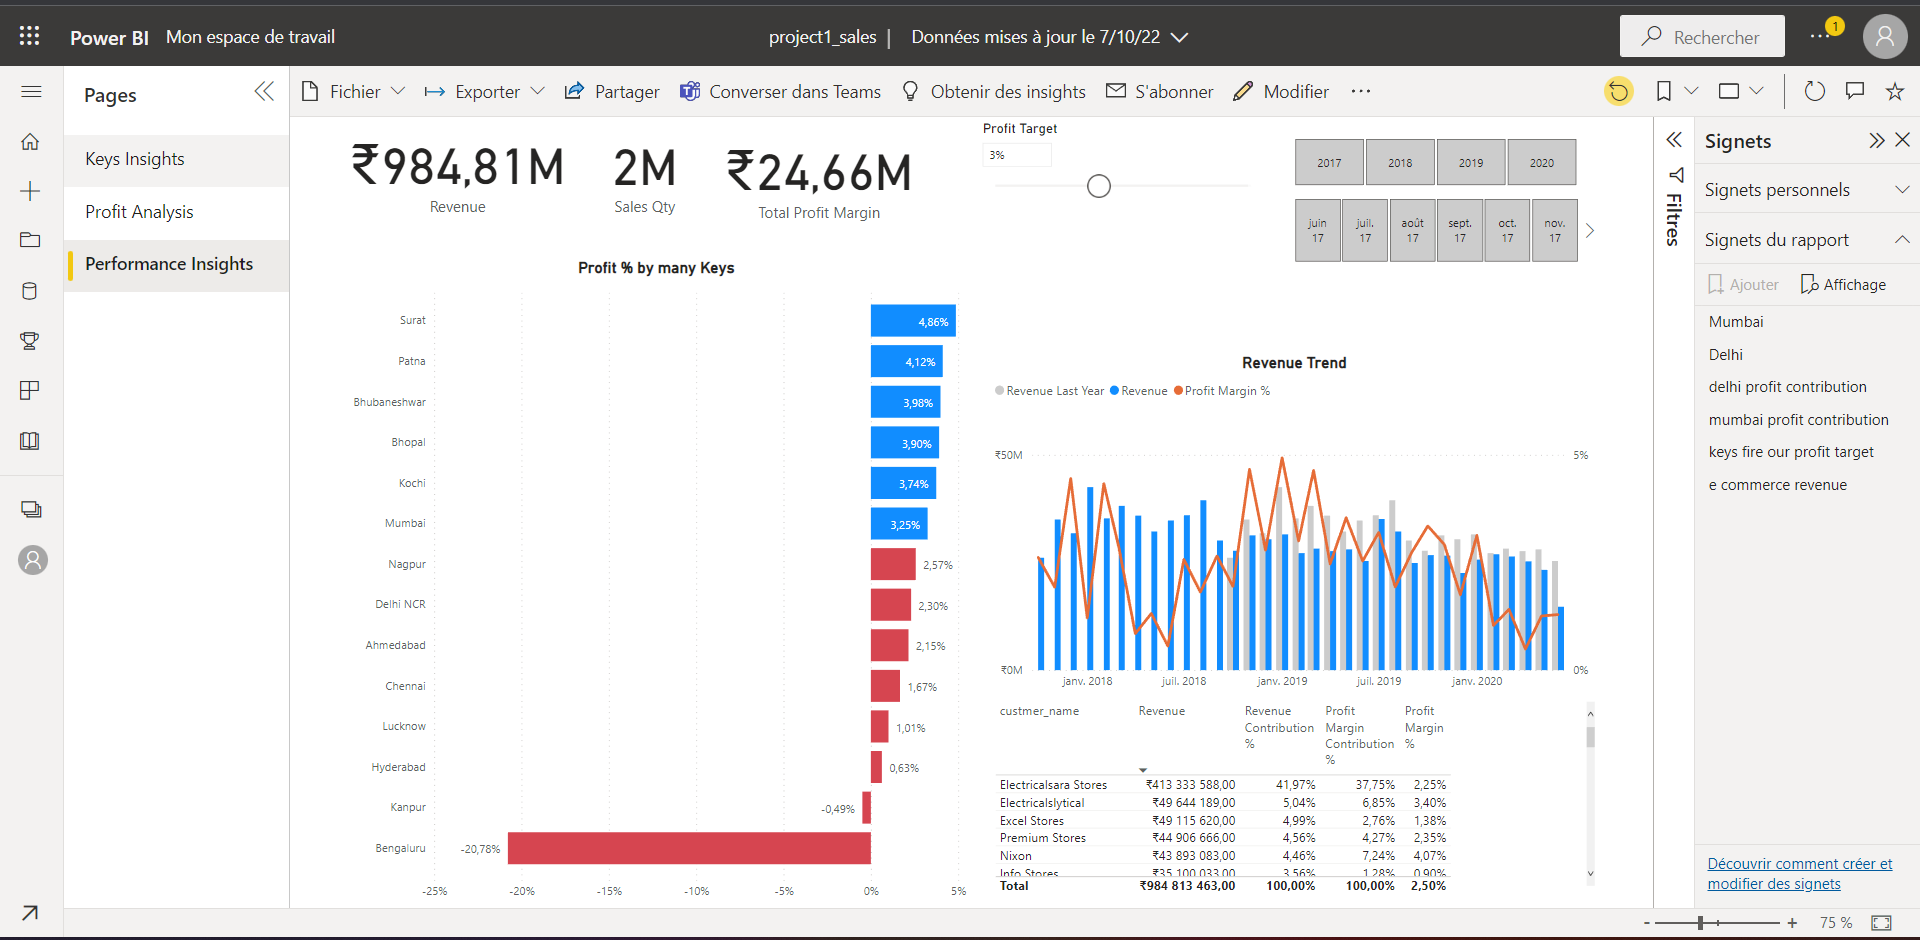 Power BI
Mon espace de travail
project1_sales | Données mises à jour le 7/10/22
Rechercher
1
Pages
Keys Insights
Profit Analysis
Performance Insights
Fichier
Exporter
Partager
Converser dans Teams
Obtenir des insights
S'abonner
Modifier
₹984,81M
Revenue
2M
Sales Qty
₹24,66M
Total Profit Margin
Profit Target
3%
2017
2018
2019
2020
juin 17
juil. 17
août 17
sept. 17
oct. 17
nov. 17
Profit % by many Keys
Surat 4,86%
Patna 4,12%
Bhubaneshwar 3,98%
Bhopal 3,90%
Kochi 3,74%
Mumbai 3,25%
Nagpur 2,57%
Delhi NCR 2,30%
Ahmedabad 2,15%
Chennai 1,67%
Lucknow 1,01%
Hyderabad 0,63%
Kanpur -0,49%
Bengaluru -20,78%
-25% -20% -15% -10% -5% 0% 5%
Revenue Trend
Revenue Last Year Revenue Profit Margin %
₹50M 5%
₹0M 0%
janv. 2018 juil. 2018 janv. 2019 juil. 2019 janv. 2020
custmer_name Revenue Revenue Contribution % Profit Margin Contribution % Profit Margin %
Electricalsara Stores ₹413 333 588,00 41,97% 37,75% 2,25%
Electricalslytical ₹49 644 189,00 5,04% 6,85% 3,40%
Excel Stores ₹49 115 620,00 4,99% 2,76% 1,38%
Premium Stores ₹44 906 666,00 4,56% 4,27% 2,35%
Nixon ₹43 893 083,00 4,46% 7,24% 4,07%
Info Stores ₹35 100 033,00 3,56% 1,28% 0,90%
Total ₹984 813 463,00 100,00% 100,00% 2,50%
Filtres
Signets
Signets personnels
Signets du rapport
Ajouter
Affichage
Mumbai
Delhi
delhi profit contribution
mumbai profit contribution
keys fire our profit target
e commerce revenue
Découvrir comment créer et
modifier des signets
- + 75 %